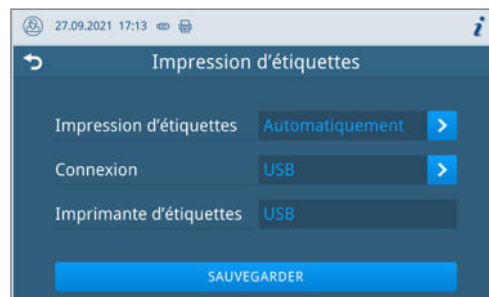 27.09.2021 17:13
Impression d'étiquettes
Impression d'étiquettes Automatiquement
Connexion USB
Imprimante d'étiquettes USB
SAUVEGARDER